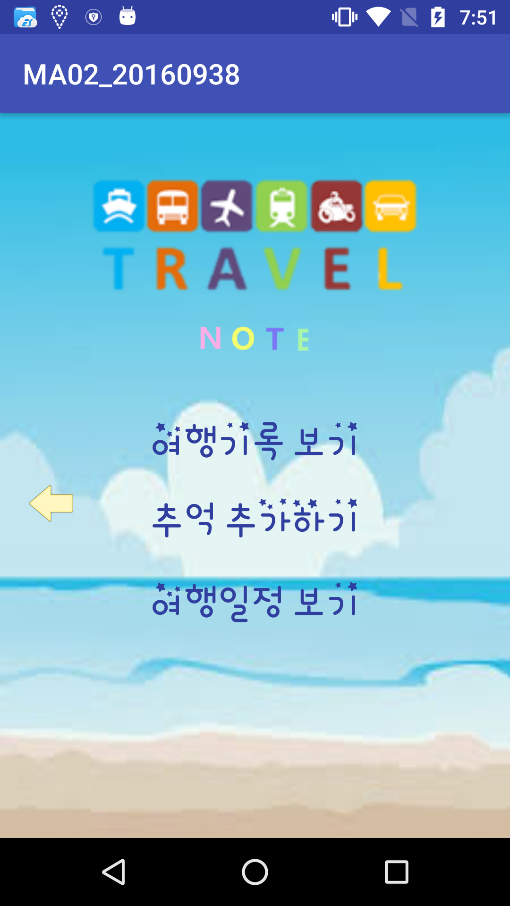 7:51
MA02_20160938
TRAVEL
NOTE
여행기록 보기
추억 추가하기
여행일정 보기